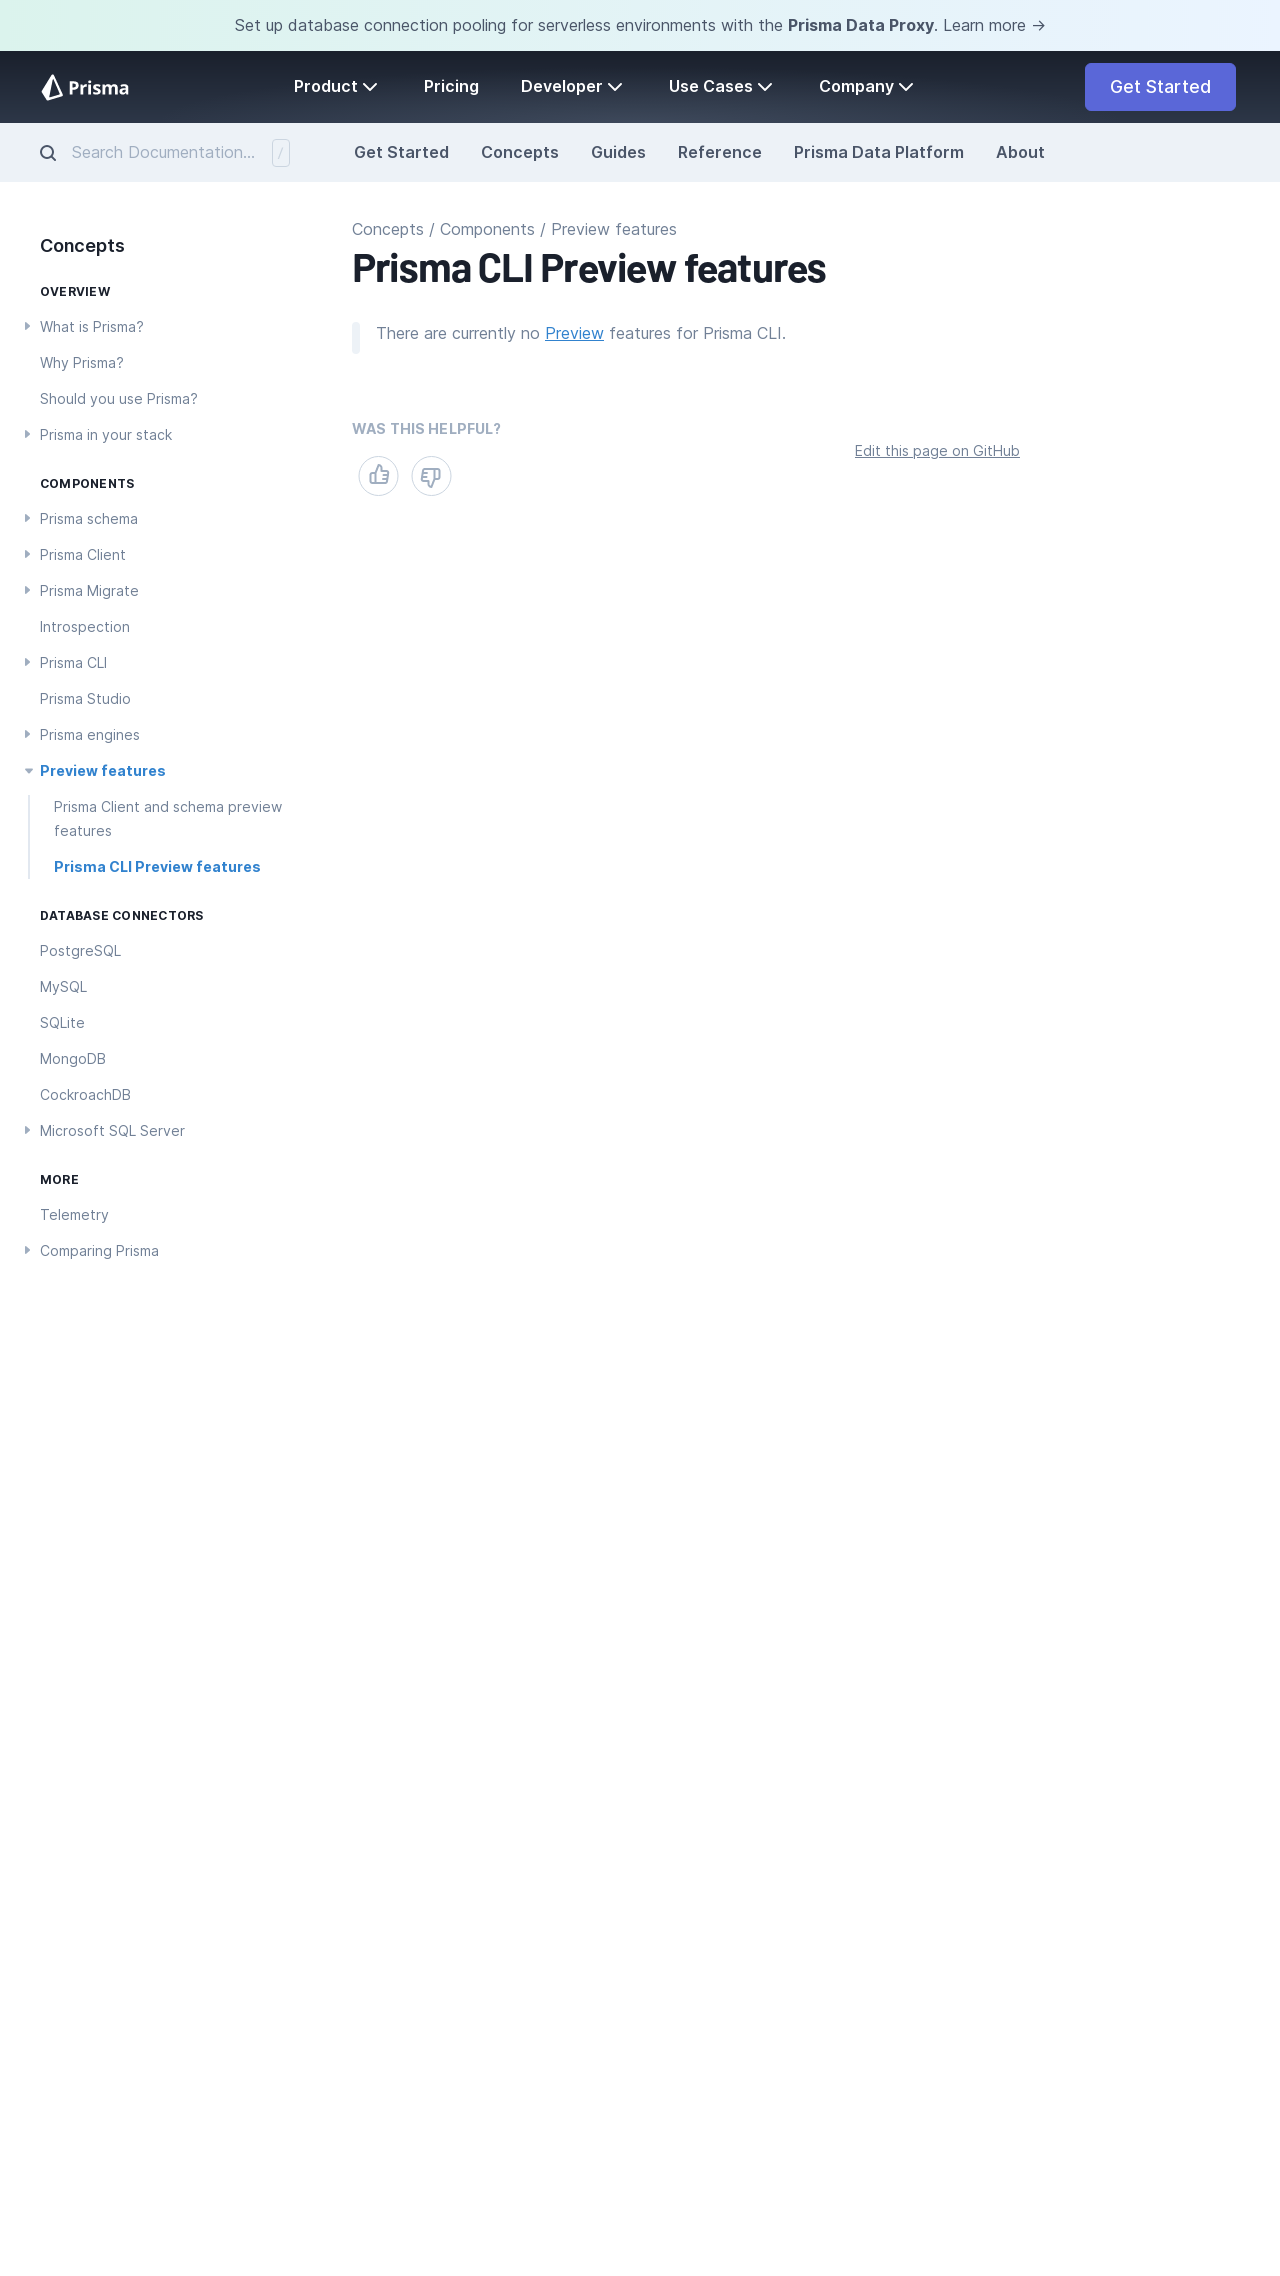 Set up database connection pooling for serverless environments with the Prisma Data Proxy. Learn more →
Prisma
Product
Pricing
Developer
Use Cases
Company
Get Started
Search Documentation...
/
Get Started
Concepts
Guides
Reference
Prisma Data Platform
About
Concepts
OVERVIEW
What is Prisma?
Why Prisma?
Should you use Prisma?
Prisma in your stack
COMPONENTS
Prisma schema
Prisma Client
Prisma Migrate
Introspection
Prisma CLI
Prisma Studio
Prisma engines
Preview features
Prisma Client and schema preview
features
Prisma CLI Preview features
DATABASE CONNECTORS
PostgreSQL
MySQL
SQLite
MongoDB
CockroachDB
Microsoft SQL Server
MORE
Telemetry
Comparing Prisma
Concepts / Components / Preview features
Prisma CLI Preview features
There are currently no Preview features for Prisma CLI.
WAS THIS HELPFUL?
Edit this page on GitHub